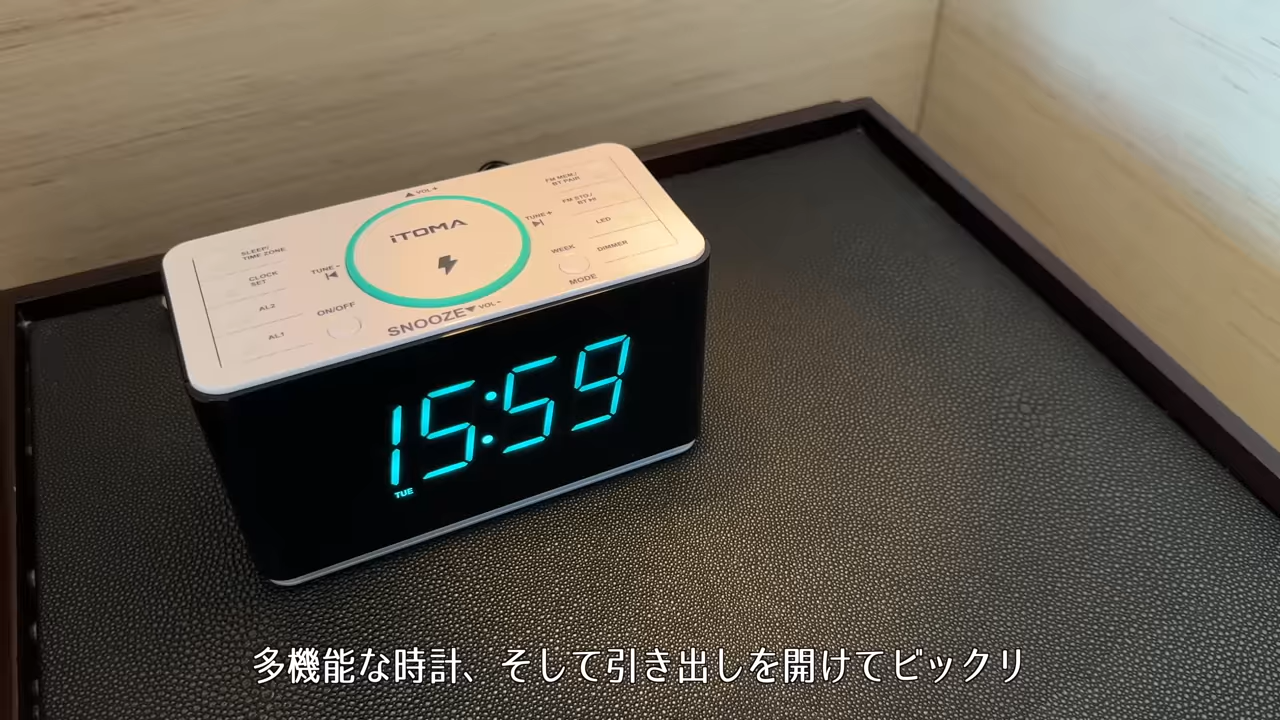 VOL+
iTOMA
SLEEP/
TIME ZONE
CLOCK
SET
AL2
AL1
TUNE-
ON/OFF
SNOOZE
VOL-
FM MEM./
BT PAIR
FM STO./
BT
TUNE+
LED
DIMMER
WEEK
MODE
15:59
TUE
多機能な時計、そして引き出しを開けてビックリ